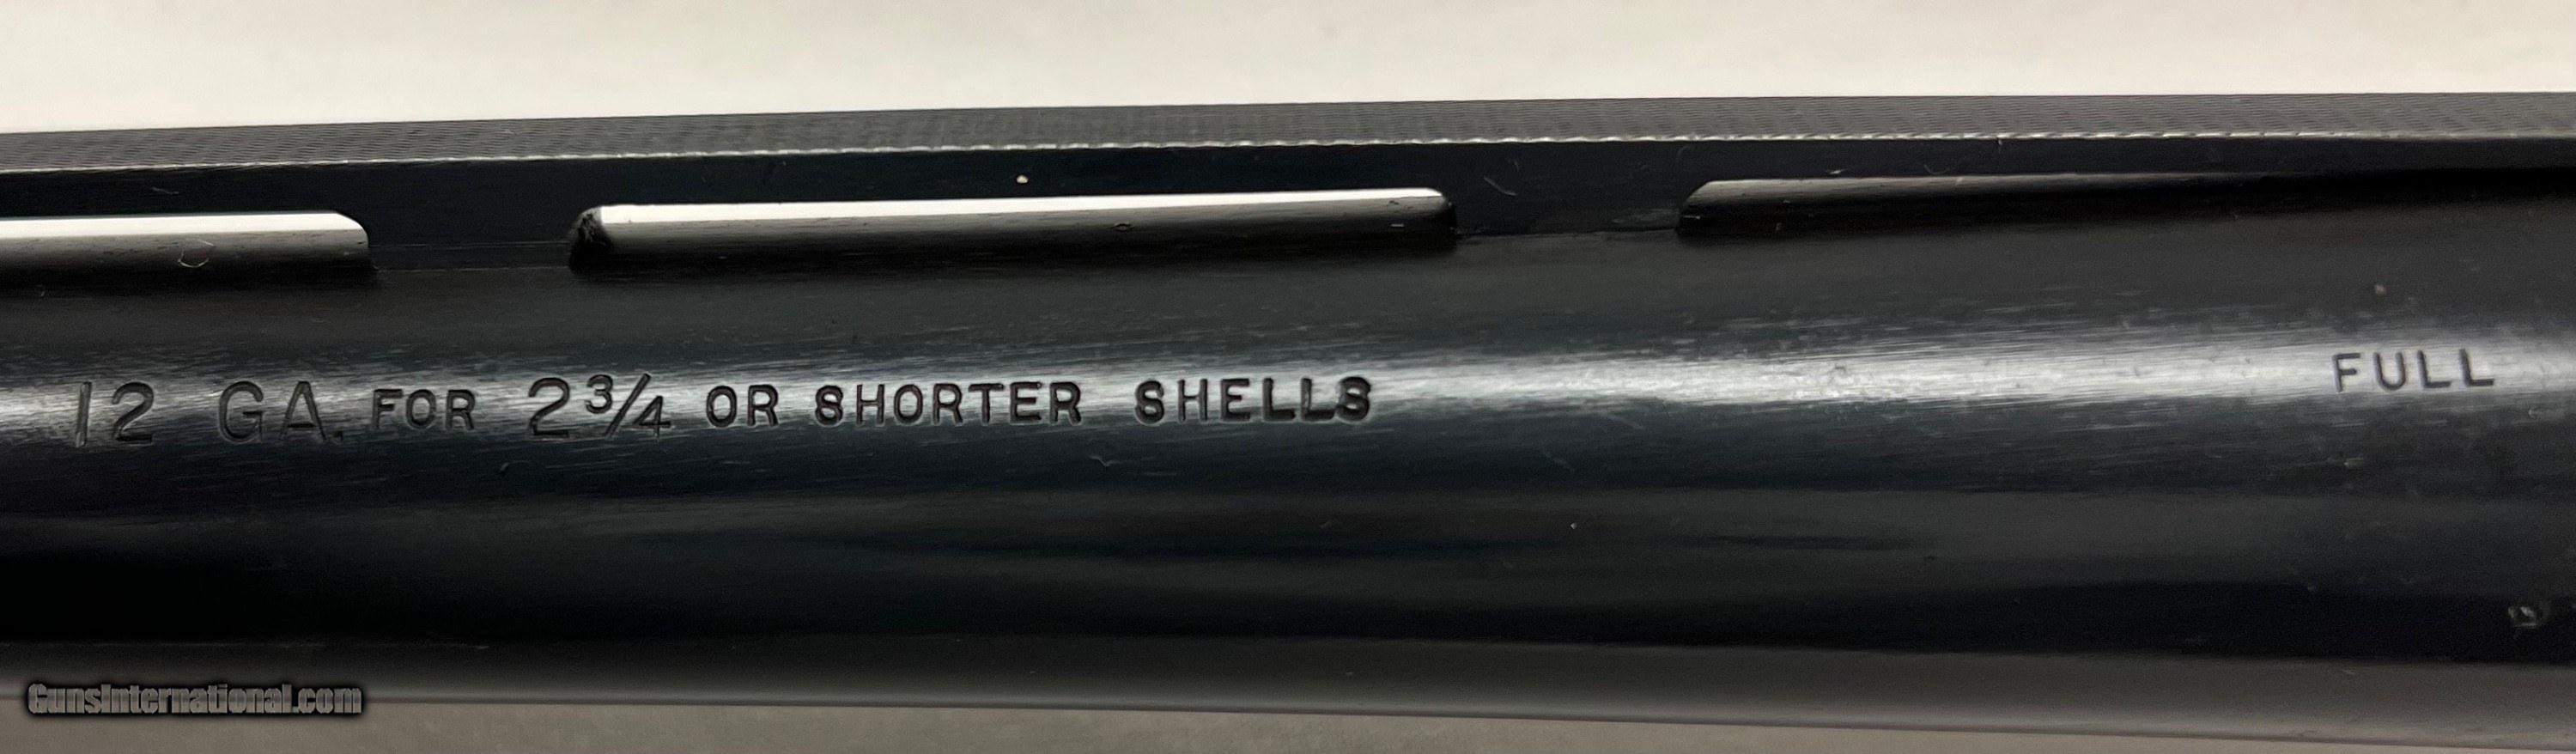 12 GA. FOR 2¾ OR SHORTER SHELLS FULL
GunsInternational.com